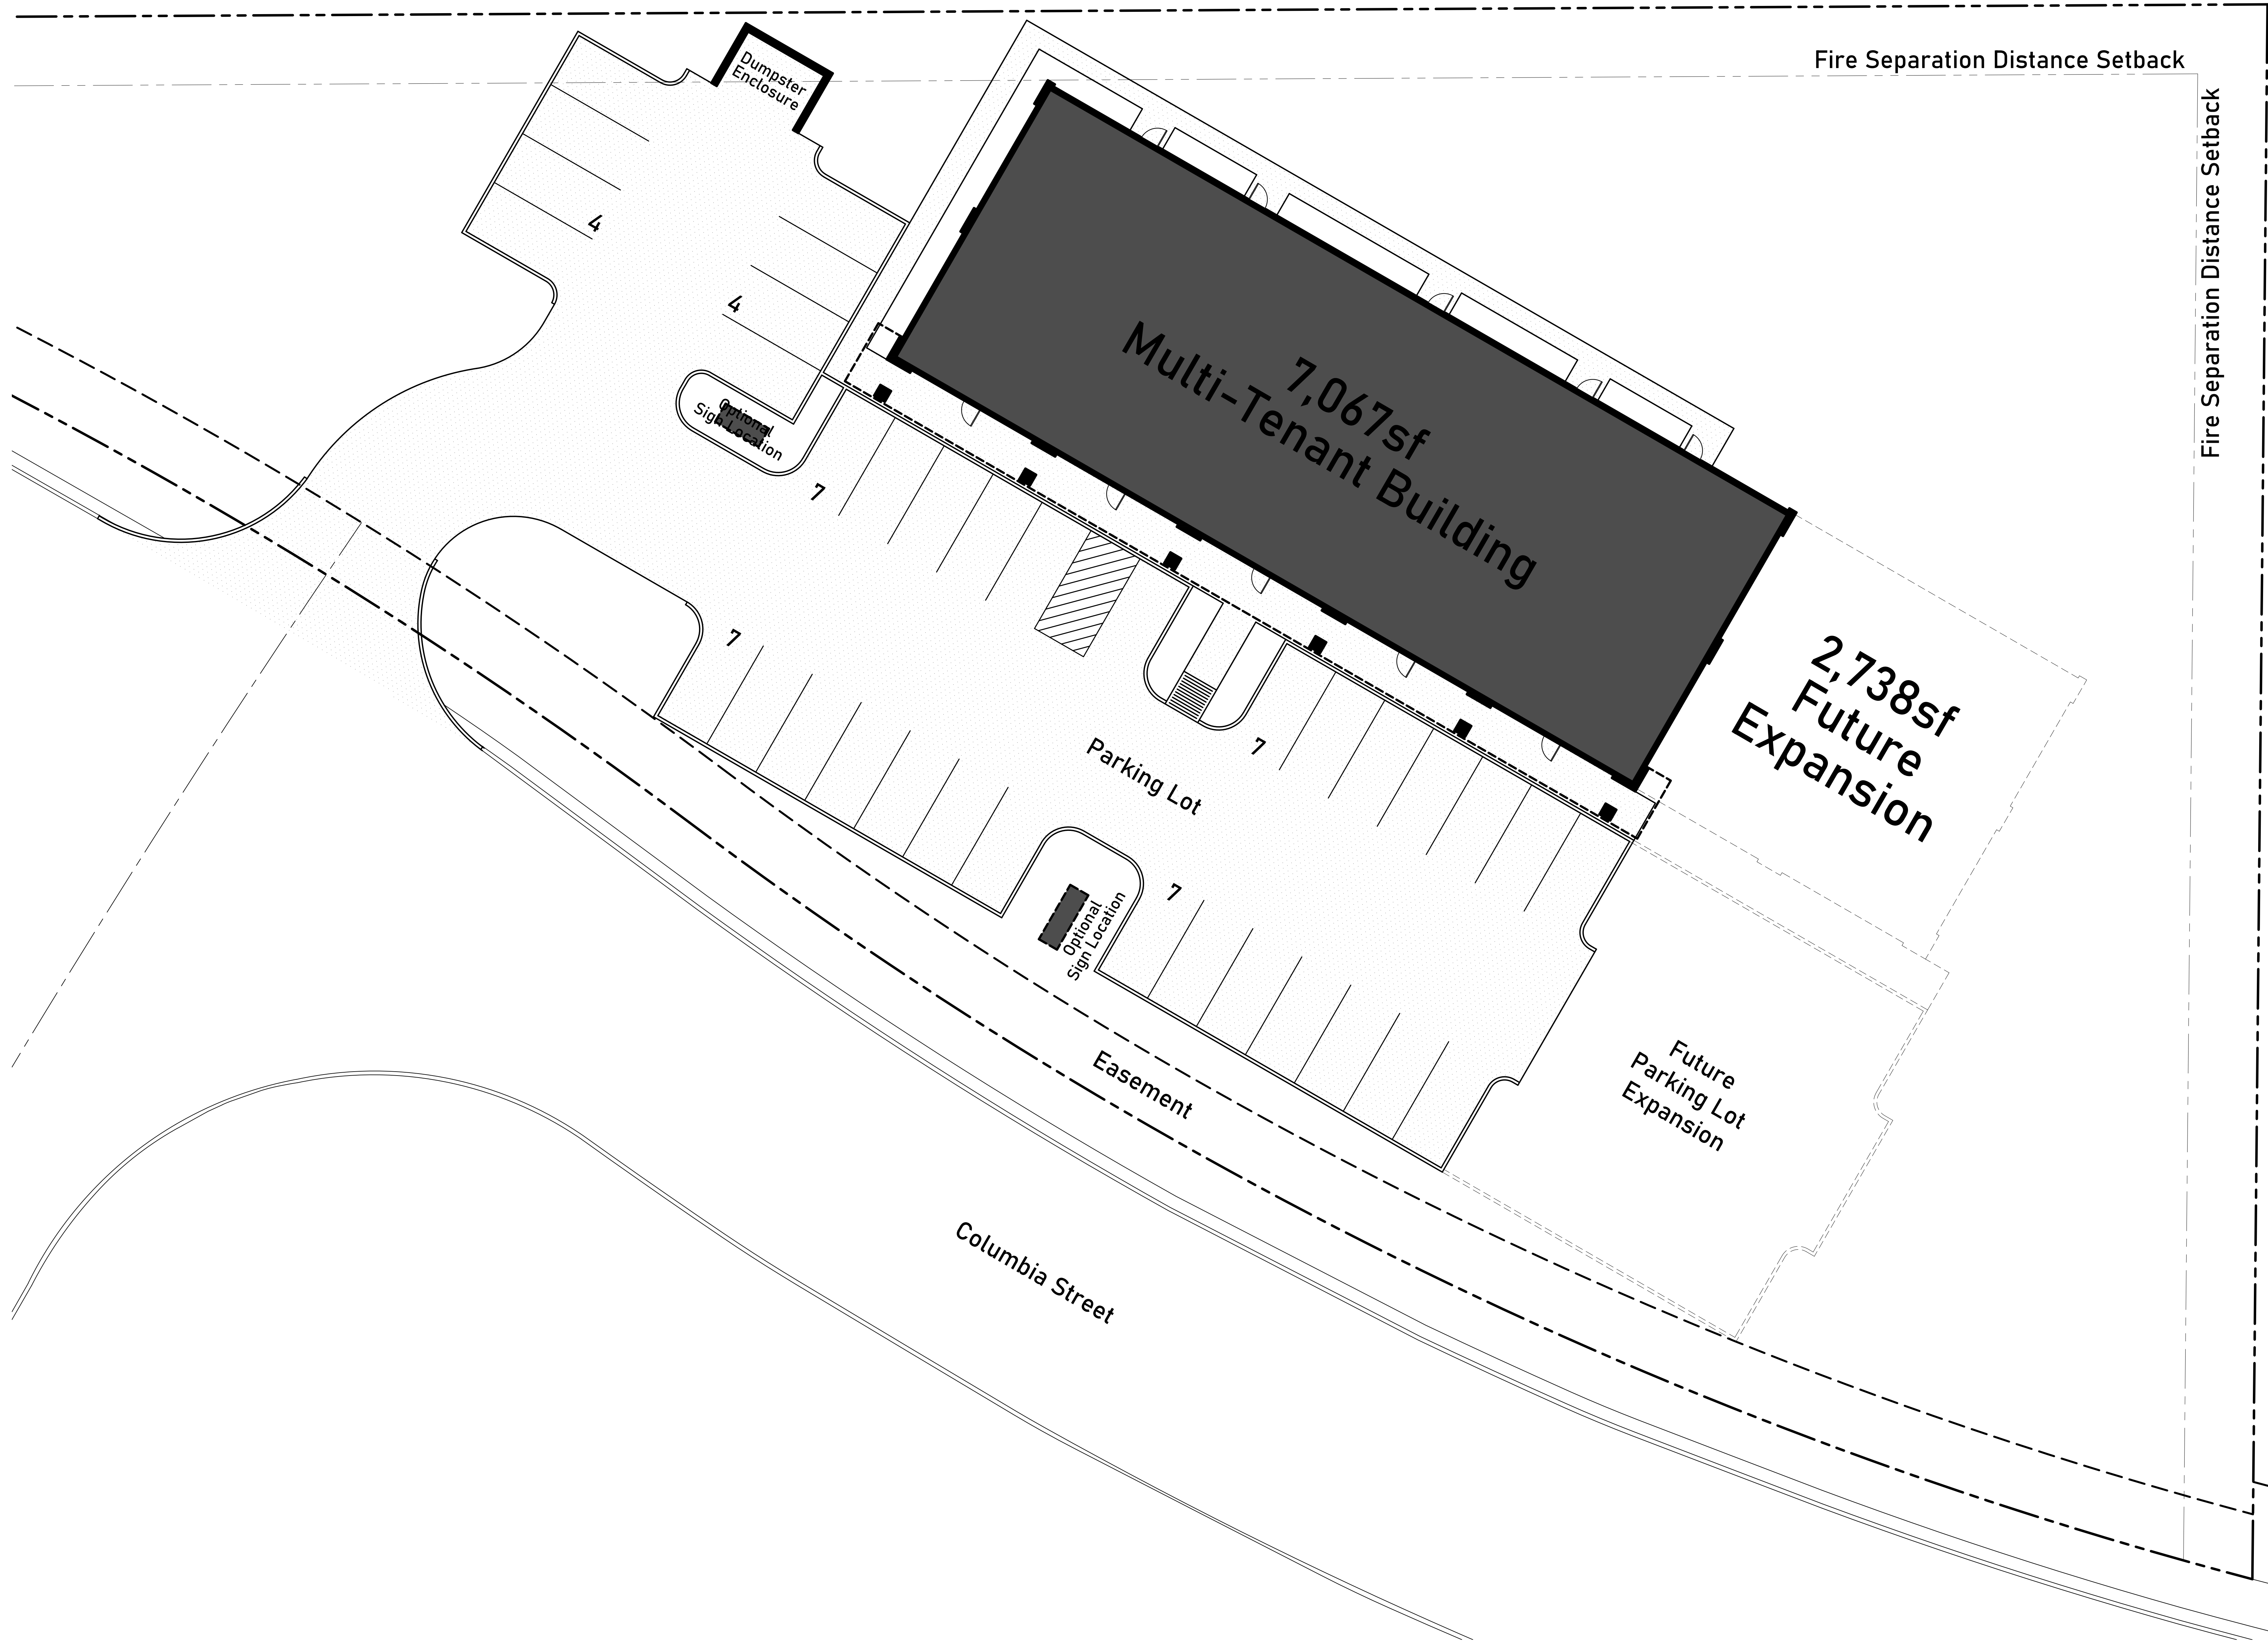 Fire Separation Distance Setback
Fire Separation Distance Setback
Dumpster
Enclosure
4
4
Optional
Sign Location
7
7
7,067sf
Multi-Tenant Building
2,738sf
Future
Expansion
Parking Lot
7
7
Optional
Sign Location
Easement
Future
Parking Lot
Expansion
Columbia Street